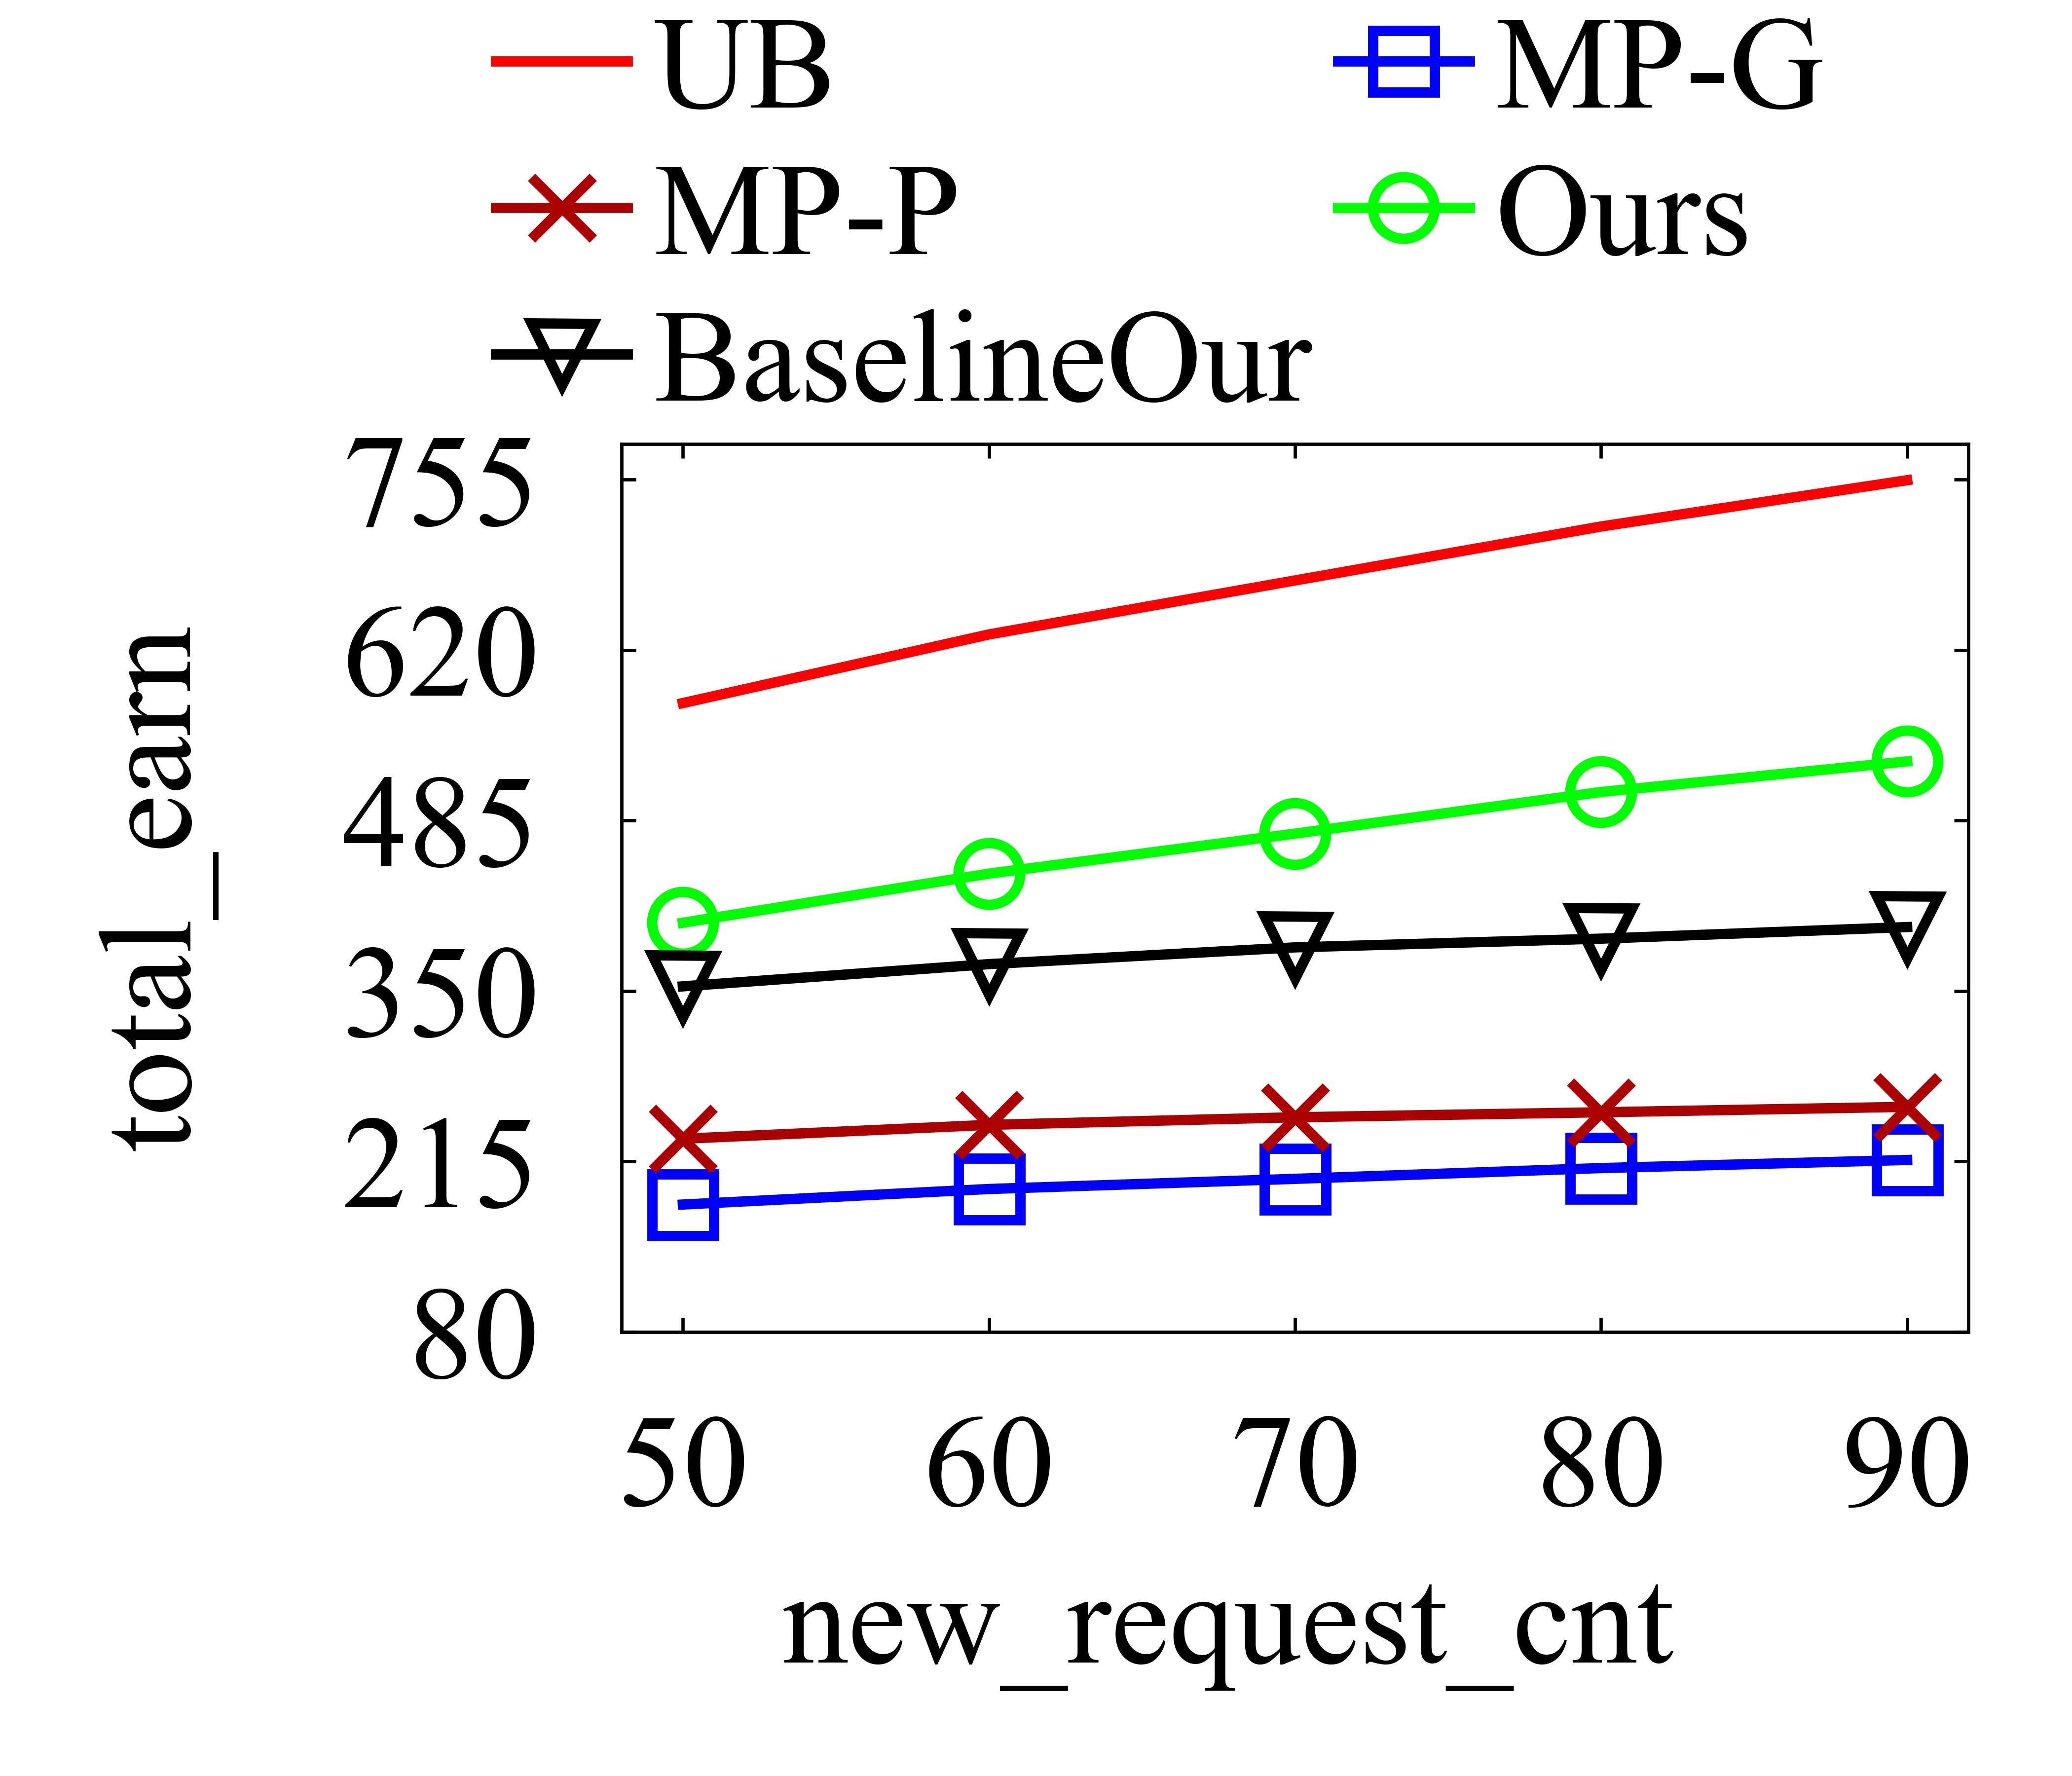 UB
MP-G
MP-P
Ours
BaselineOur
755
620
485
350
215
80
total_earn
50 60 70 80 90
new_request_cnt